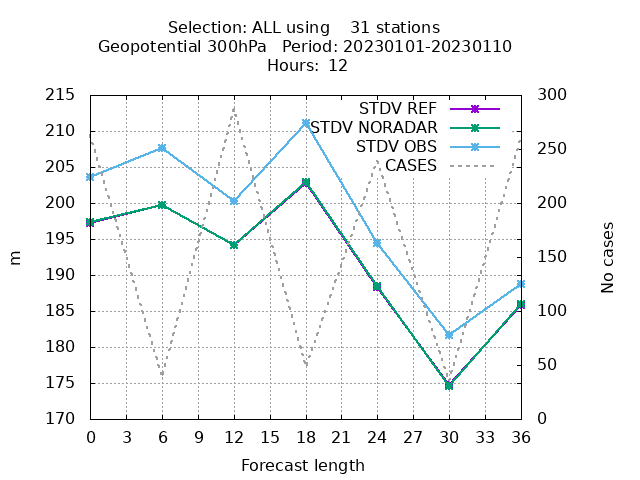 Selection: ALL using    31 stations
Geopotential 300hPa   Period: 20230101-20230110
Hours:  12
215
210
205
200
195
190
185
180
175
170
m
STDV REF
STDV NORADAR
STDV OBS
CASES
300
250
200
150
100
50
0
No cases
0 3 6 9 12 15 18 21 24 27 30 33 36
Forecast length